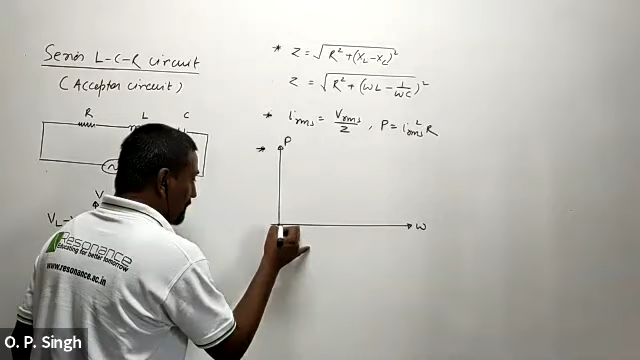 Series L-C-R circuit
(Acceptor circuit)
R L C
V
V_L-
* Z = √R² + (X_L - X_C)²
Z = √R² + (ωL - 1/ωC)²
* i_rms = V_rms/Z , P = i²_rms R
* P
ω
Resonance
Educating for better tomorrow
www.resonance.ac.in
O. P. Singh